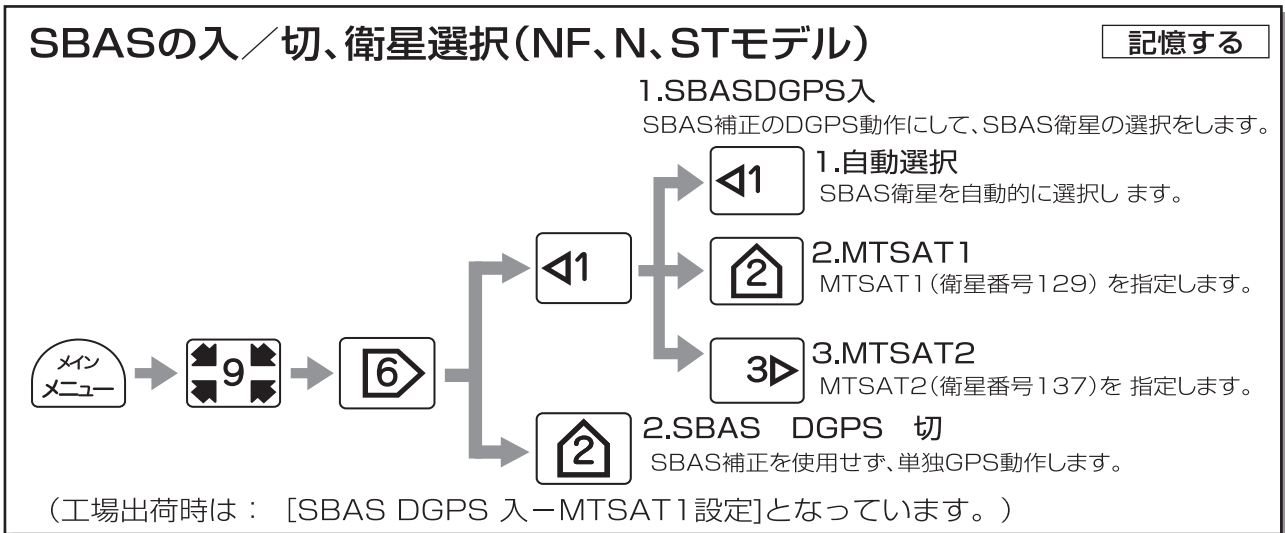 SBASの入／切、衛星選択(NF、N、STモデル)
記憶する
1.SBASDGPS入
SBAS補正のDGPS動作にして、SBAS衛星の選択をします。
1
1.自動選択
SBAS衛星を自動的に選択し ます。
1
2
2.MTSAT1
MTSAT1(衛星番号129) を指定します。
メイン
メニュー
9
6
3
3.MTSAT2
MTSAT2(衛星番号137)を 指定します。
2
2.SBAS　DGPS　切
SBAS補正を使用せず、単独GPS動作します。
(工場出荷時は： [SBAS DGPS 入－MTSAT1設定]となっています。)